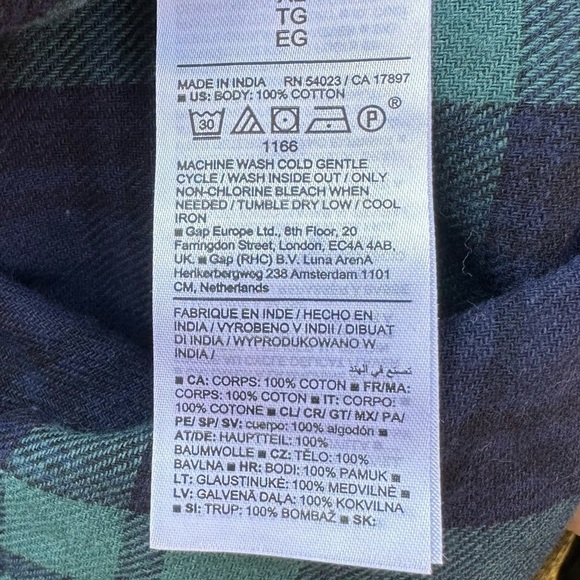 TG
EG
MADE IN INDIA RN 54023 / CA 17897
■ US: BODY: 100% COTTON
30 P ®
1166
MACHINE WASH COLD GENTLE
CYCLE / WASH INSIDE OUT / ONLY
NON-CHLORINE BLEACH WHEN
NEEDED / TUMBLE DRY LOW / COOL
IRON
■ Gap Europe Ltd., 8th Floor, 20
Farringdon Street, London, EC4A 4AB,
UK. ■ Gap (RHC) B.V. Luna ArenA
Herikerbergweg 238 Amsterdam 1101
CM, Netherlands
FABRIQUE EN INDE / HECHO EN
INDIA / VYROBENO V INDII / DIBUAT
DI INDIA / WYPRODUKOWANO W
INDIA /
تصنع في الهند
■ CA: CORPS: 100% COTON ■ FR/MA:
CORPS: 100% COTON ■ IT: CORPO:
100% COTONE ■ CL/ CR/ GT/ MX/ PA/
PE/ SP/ SV: cuerpo: 100% algodón ■
AT/DE: HAUPTTEIL: 100%
BAUMWOLLE ■ CZ: TĚLO: 100%
BAVLNA ■ HR: BODI: 100% PAMUK ■
LT: GLAUSTINUKĖ: 100% MEDVILNĖ ■
LV: GALVENĀ DAĻA: 100% KOKVILNA
■ SI: TRUP: 100% BOMBAŽ ■ SK: